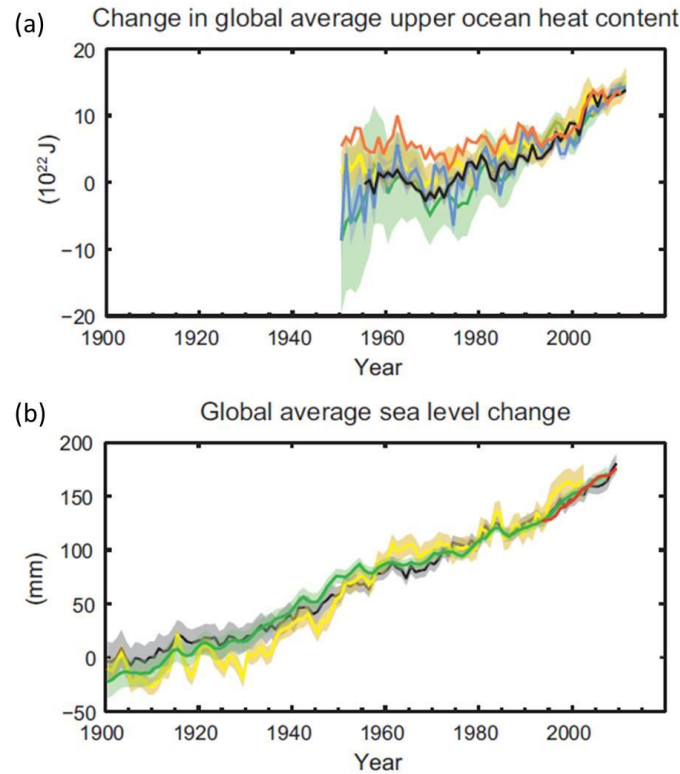 (a)
Change in global average upper ocean heat content
20
10
0
−10
−20
(10²² J)
1900 1920 1940 1960 1980 2000
Year
(b)
Global average sea level change
200
150
100
50
0
−50
(mm)
1900 1920 1940 1960 1980 2000
Year